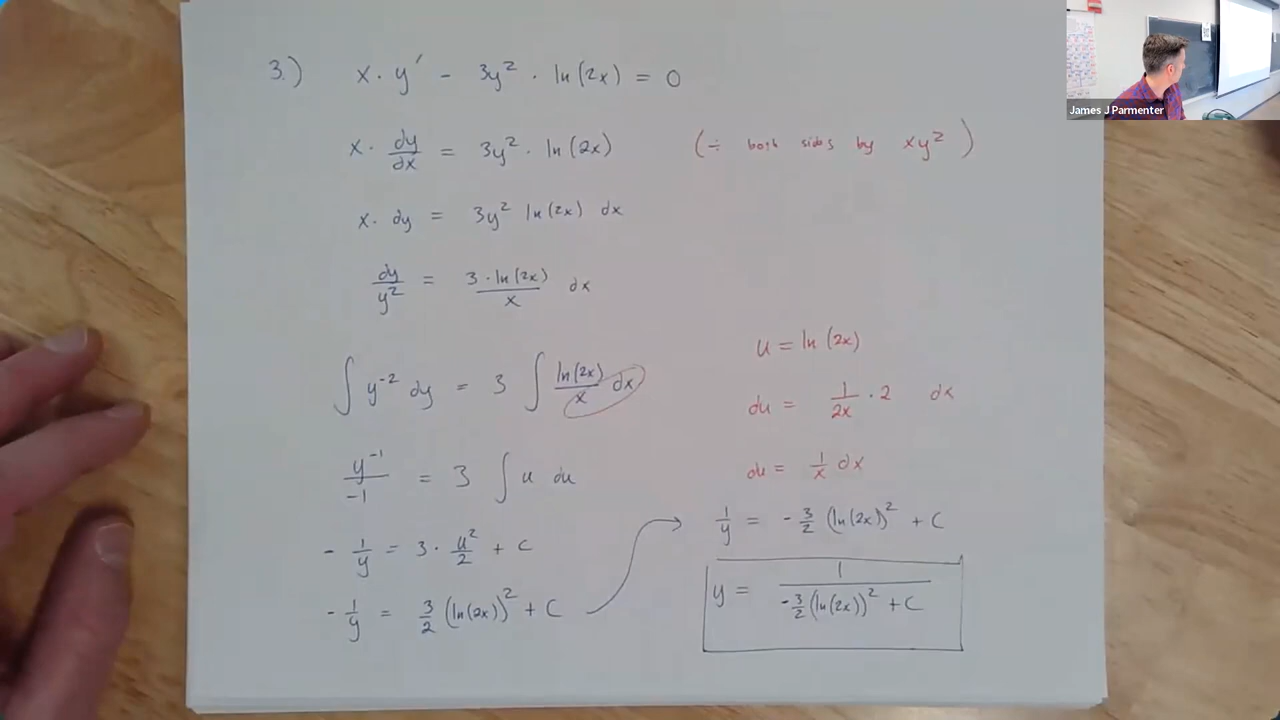 James J Parmenter
3.) x · y' - 3y² · ln(2x) = 0
x · dy/dx = 3y² · ln(2x) (÷ both sides by xy²)
x · dy = 3y² ln(2x) dx
dy/y² = 3·ln(2x)/x dx
∫ y⁻² dy = 3 ∫ ln(2x)/x dx
y⁻¹/-1 = 3 ∫ u du
- 1/y = 3 · u²/2 + C
- 1/y = 3/2 (ln(2x))² + C
u = ln(2x)
du = 1/2x · 2 dx
du = 1/x dx
1/y = - 3/2 (ln(2x))² + C
y = 1/(-3/2 (ln(2x))² + C)